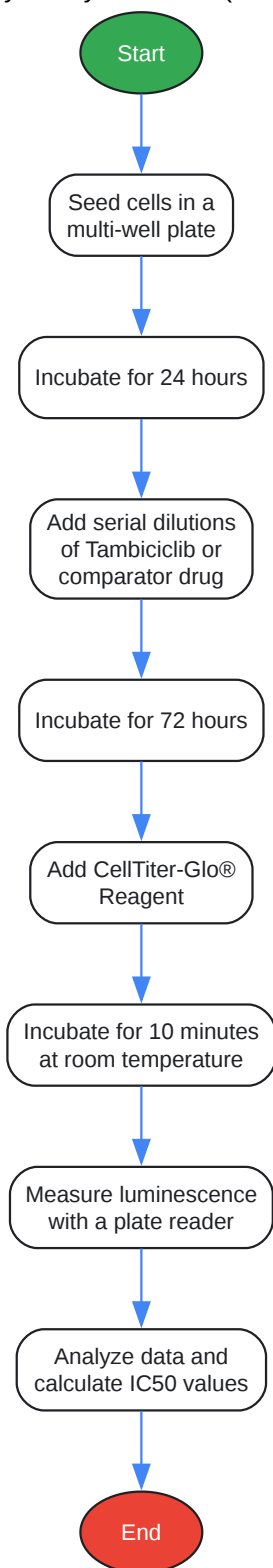 Start
Seed cells in a
multi-well plate
Incubate for 24 hours
Add serial dilutions
of Tambiciclib or
comparator drug
Incubate for 72 hours
Add CellTiter-Glo®
Reagent
Incubate for 10 minutes
at room temperature
Measure luminescence
with a plate reader
Analyze data and
calculate IC50 values
End